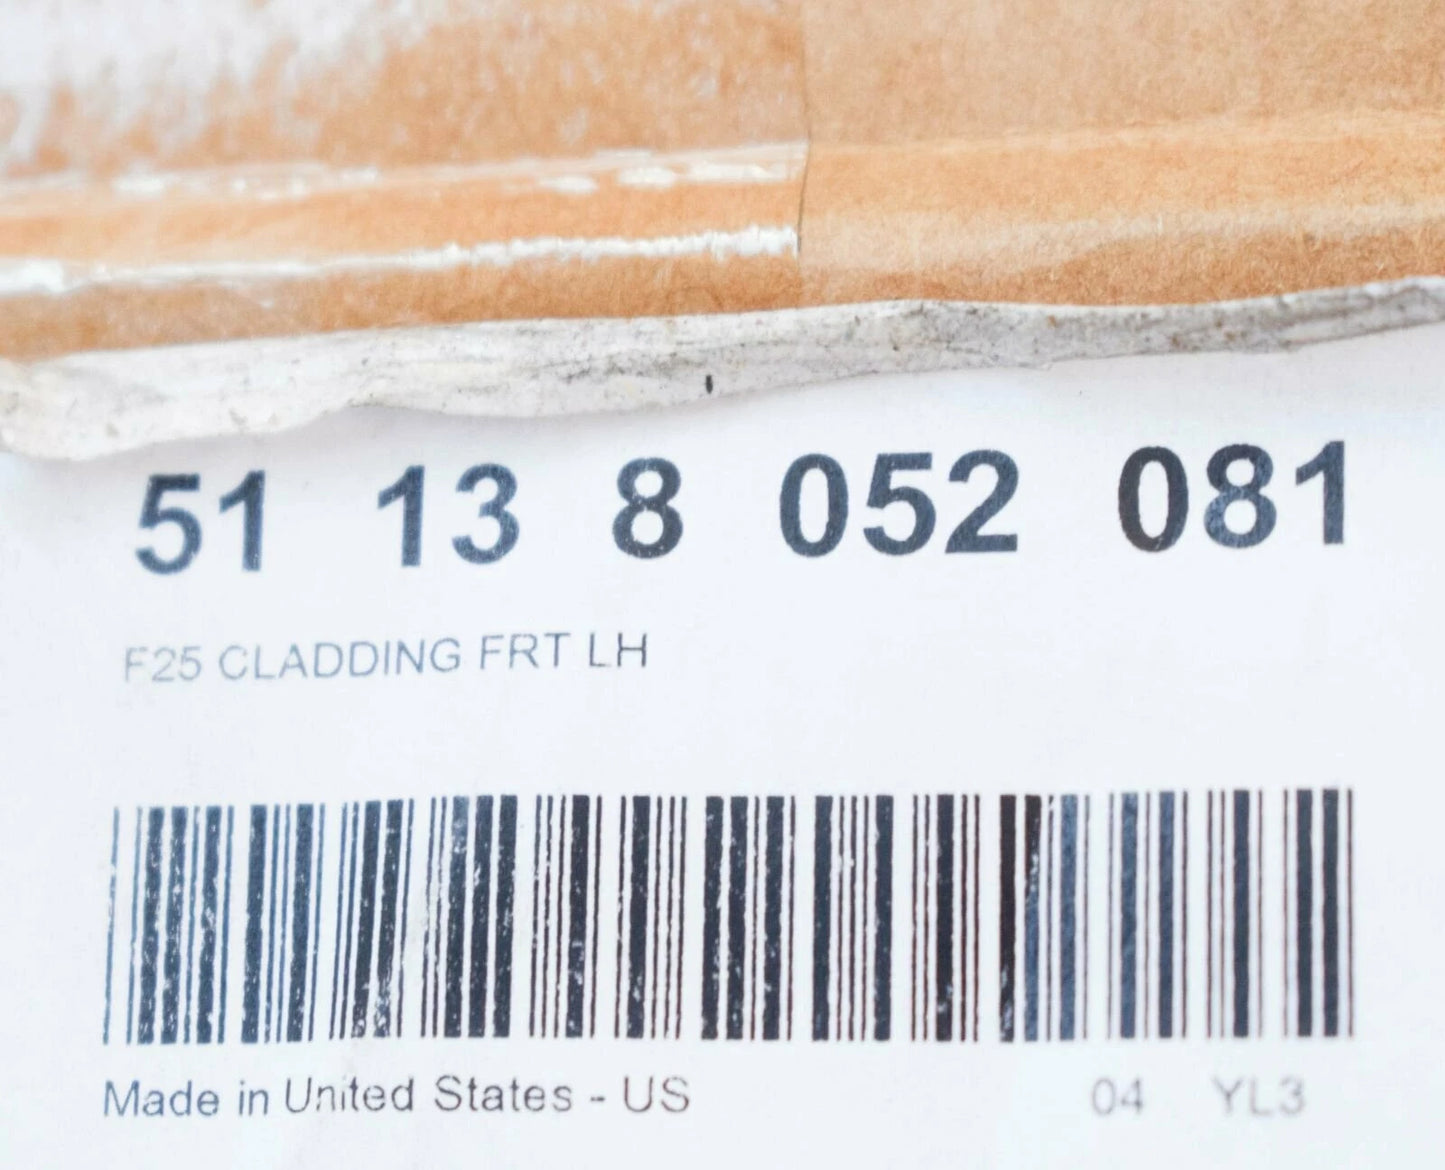 51 13 8 052 081
F25 CLADDING FRT LH
Made in United States - US 04 YL3